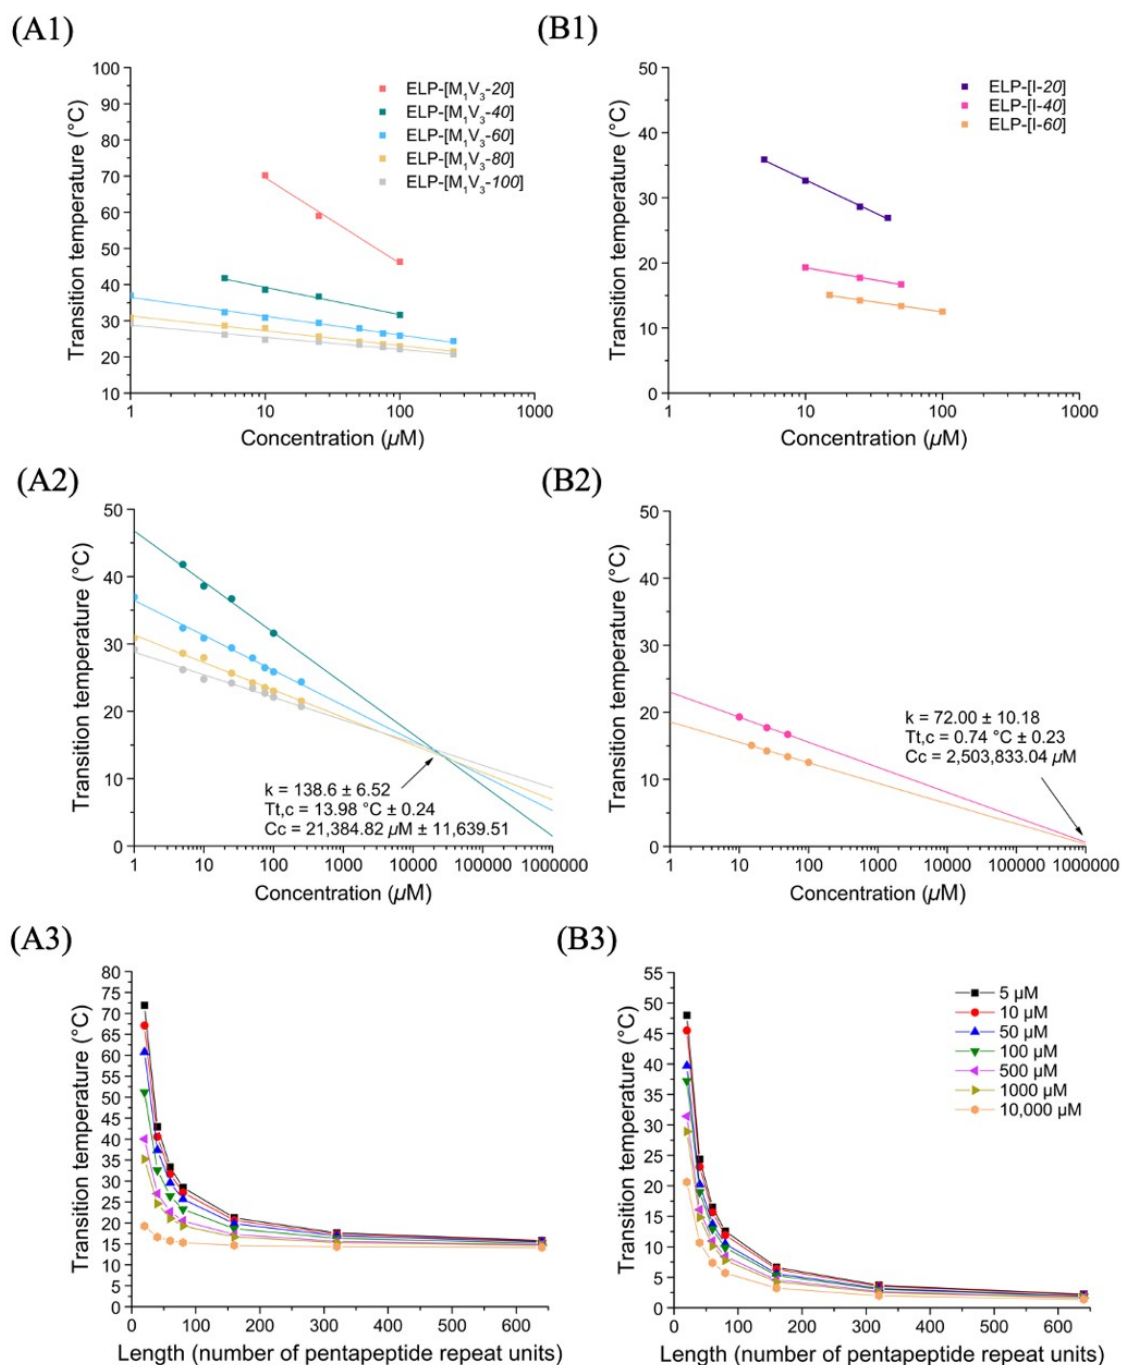 (A1)
Transition temperature (°C)
100
90
80
70
60
50
40
30
20
10
1
10
100
1000
Concentration (µM)
ELP-[M₁V₃-20]
ELP-[M₁V₃-40]
ELP-[M₁V₃-60]
ELP-[M₁V₃-80]
ELP-[M₁V₃-100]
(B1)
Transition temperature (°C)
50
40
30
20
10
0
1
10
100
1000
Concentration (µM)
ELP-[I-20]
ELP-[I-40]
ELP-[I-60]
(A2)
Transition temperature (°C)
50
40
30
20
10
0
k = 138.6 ± 6.52
Tt,c = 13.98 °C ± 0.24
Cc = 21,384.82 µM ± 11,639.51
1
10
100
1000
10000
100000
1000000
Concentration (µM)
(B2)
Transition temperature (°C)
50
40
30
20
10
0
k = 72.00 ± 10.18
Tt,c = 0.74 °C ± 0.23
Cc = 2,503,833.04 µM
1
10
100
1000
10000
100000
1000000
Concentration (µM)
(A3)
Transition temperature (°C)
80
75
70
65
60
55
50
45
40
35
30
25
20
15
12
5
0
0
100
200
300
400
500
600
Length (number of pentapeptide repeat units)
(B3)
Transition temperature (°C)
55
50
45
40
35
30
25
20
15
10
5
0
5 µM
10 µM
50 µM
100 µM
500 µM
1000 µM
10,000 µM
0
100
200
300
400
500
600
Length (number of pentapeptide repeat units)